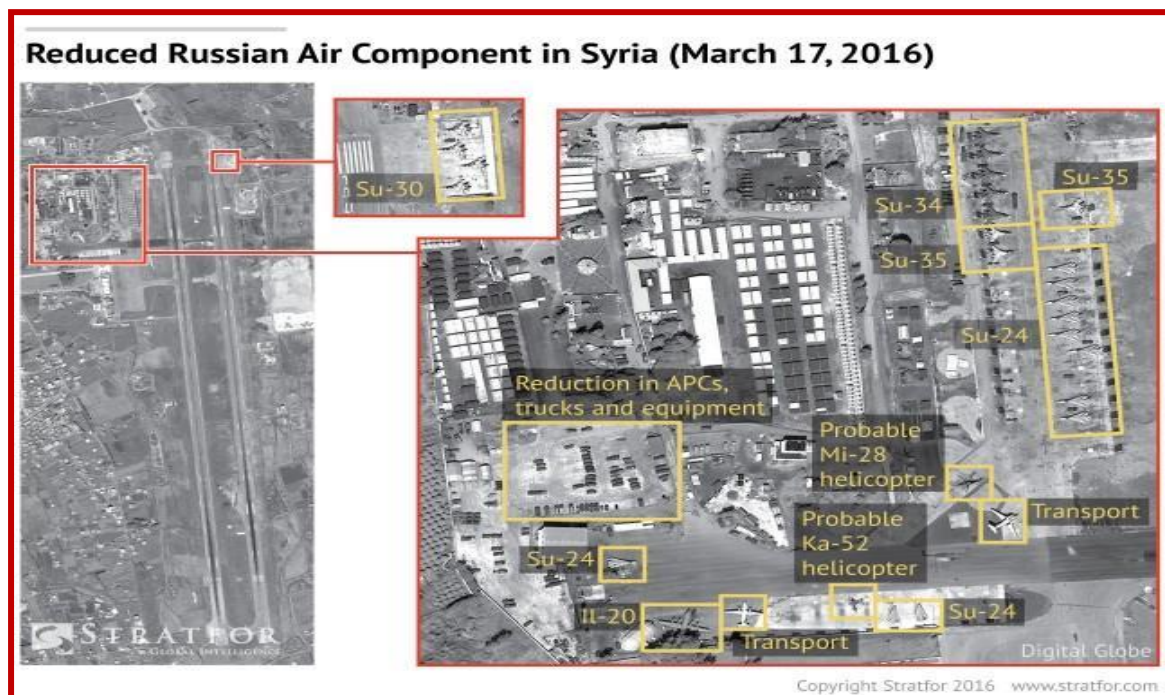 Reduced Russian Air Component in Syria (March 17, 2016)
Su-30
Su-35
Su-34
Su-35
Su-24
Reduction in APCs,
trucks and equipment
Probable
Mi-28
helicopter
Transport
Probable
Ka-52
helicopter
Su-24
Il-20
Transport
Su-24
STRATFOR
GLOBAL INTELLIGENCE
Digital Globe
Copyright Stratfor 2016 www.stratfor.com